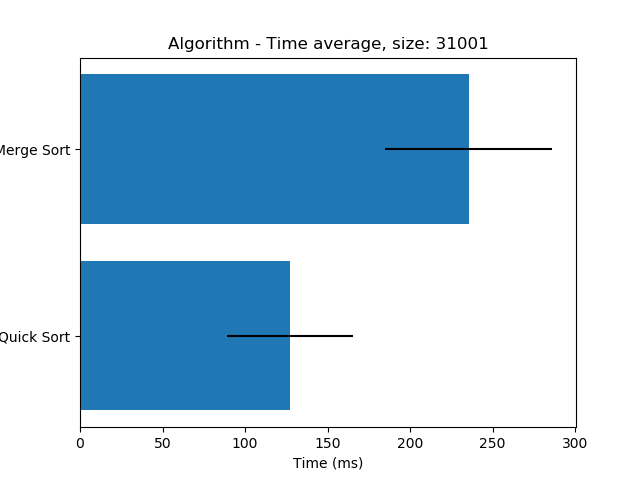 Algorithm - Time average, size: 31001
Merge Sort
Quick Sort
0 50 100 150 200 250 300
Time (ms)